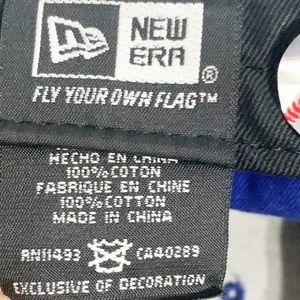 NEW
ERA®
FLY YOUR OWN FLAG™
HECHO EN CHINA
100% COTTON
FABRIQUE EN CHINE
100% COTTON
MADE IN CHINA
RN11493 CA40289
EXCLUSIVE OF DECORATION